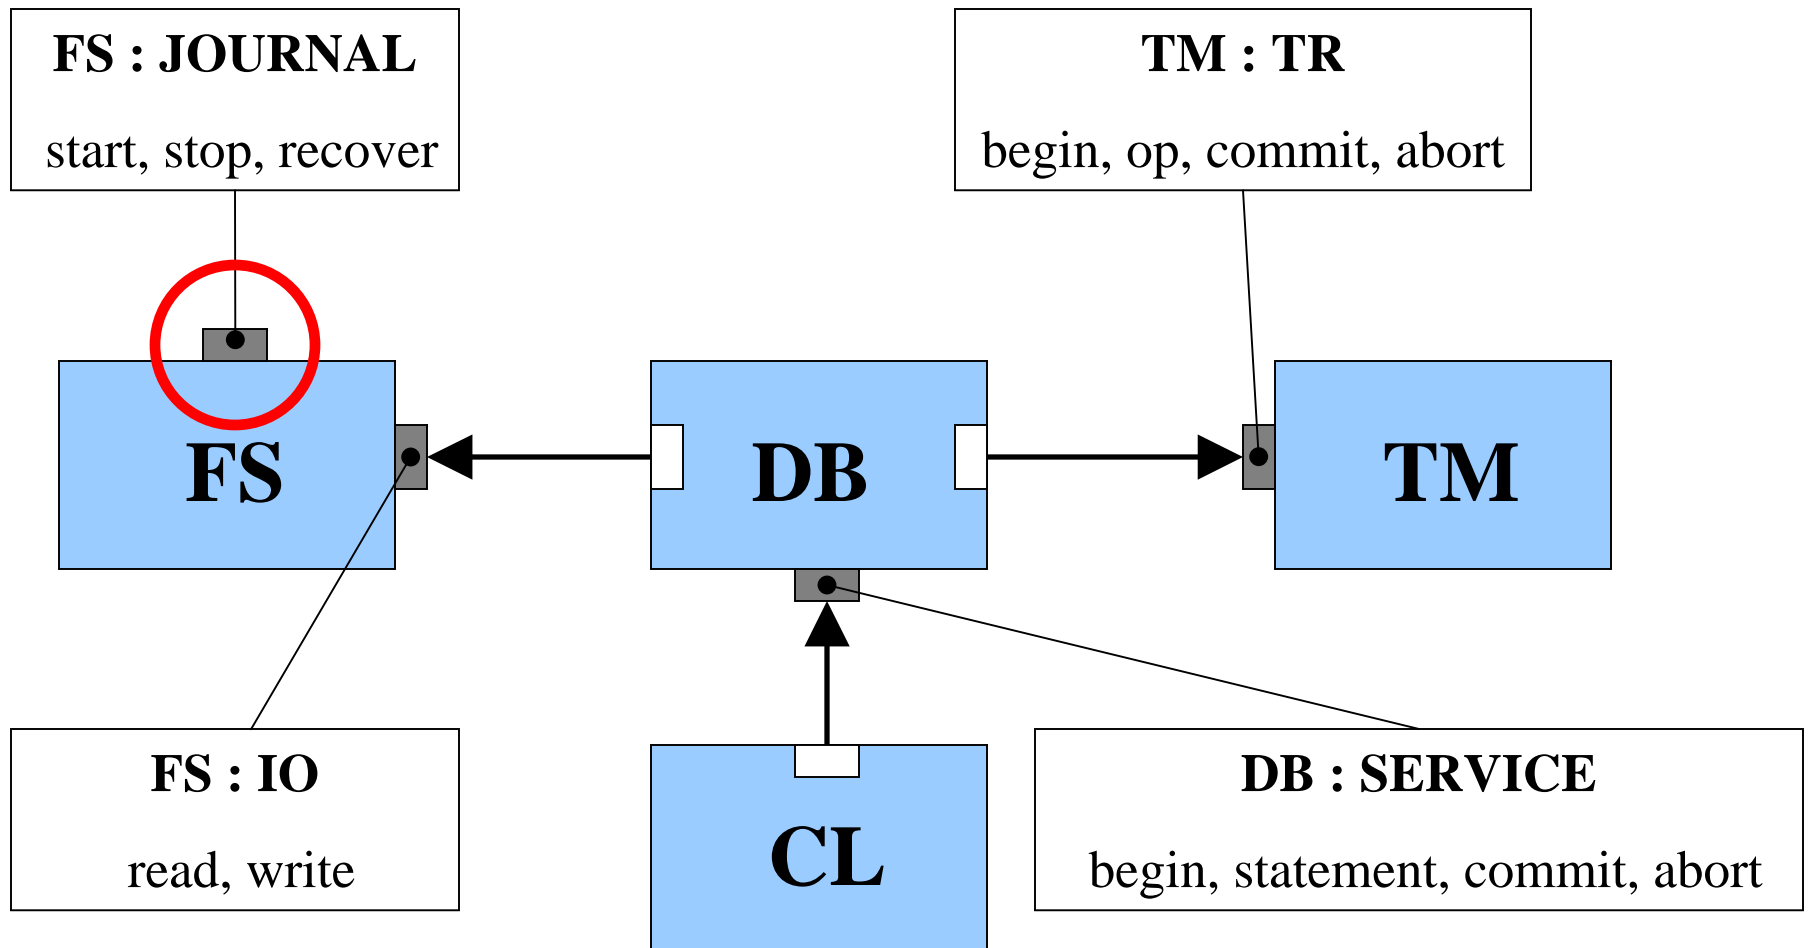 FS : JOURNAL
start, stop, recover
TM : TR
begin, op, commit, abort
FS
DB
TM
FS : IO
read, write
CL
DB : SERVICE
begin, statement, commit, abort